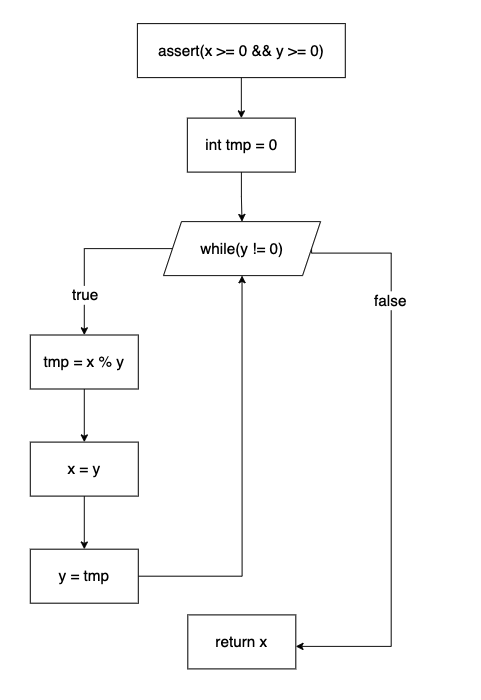 assert(x >= 0 && y >= 0)
int tmp = 0
while(y != 0)
true
false
tmp = x % y
x = y
y = tmp
return x